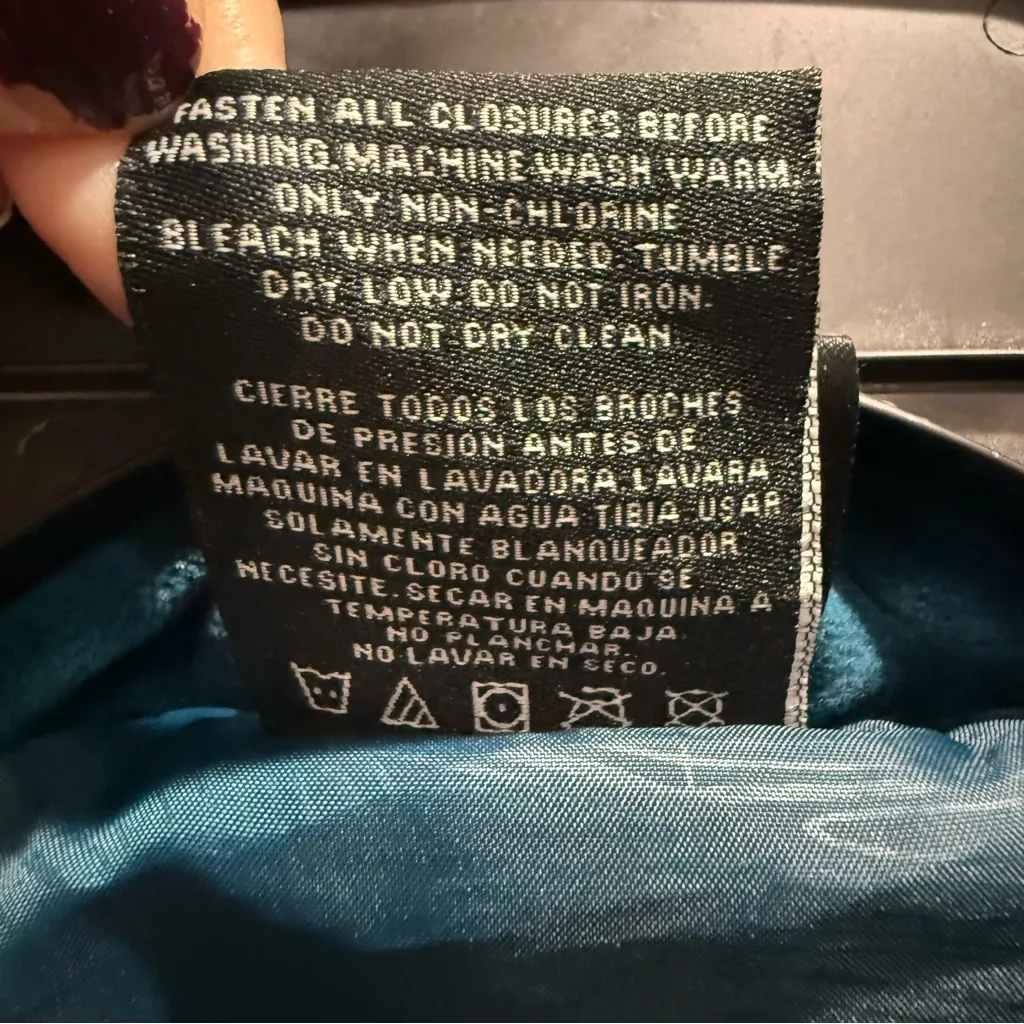 FASTEN ALL CLOSURES BEFORE
WASHING.MACHINE WASH WARM
ONLY NON-CHLORINE
BLEACH WHEN NEEDED. TUMBLE
DRY LOW. DO NOT IRON.
DO NOT DRY CLEAN
CIERRE TODOS LOS BROCHES
DE PRESION ANTES DE
LAVAR EN LAVADORA LAVARA
MAQUINA CON AGUA TIBIA USAR
SOLAMENTE BLANQUEADOR
SIN CLORO CUANDO SE
NECESITE.SECAR EN MAQUINA A
TEMPERATURA BAJA.
NO PLANCHAR.
NO LAVAR EN SECO.